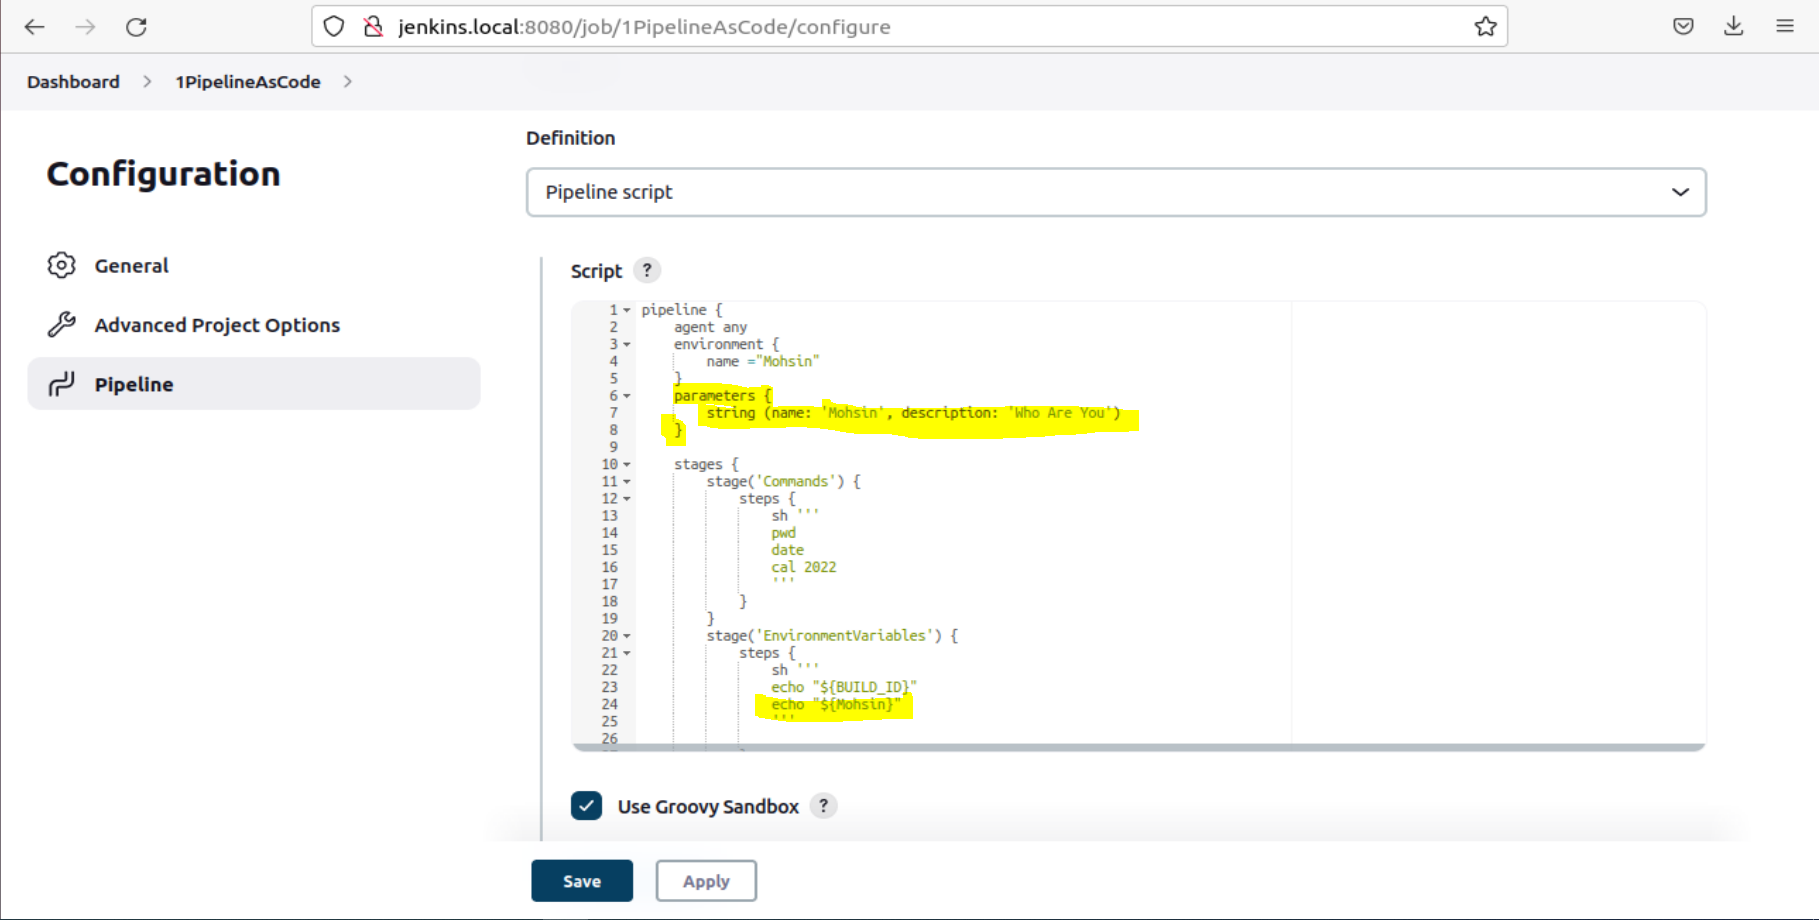 jenkins.local:8080/job/1PipelineAsCode/configure
Dashboard > 1PipelineAsCode >
Configuration
General
Advanced Project Options
Pipeline
Definition
Pipeline script
Script ?
1 pipeline {
2     agent any
3     environment {
4         name ="Mohsin"
5     }
6     parameters {
7         string (name: 'Mohsin', description: 'Who Are You')
8     }
9
10     stages {
11         stage('Commands') {
12             steps {
13                 sh '''
14                 pwd
15                 date
16                 cal 2022
17                 '''
18             }
19         }
20         stage('EnvironmentVariables') {
21             steps {
22                 sh '''
23                 echo "${BUILD_ID}"
24                 echo "${Mohsin}"
25                 '''
26
Use Groovy Sandbox ?
Save
Apply